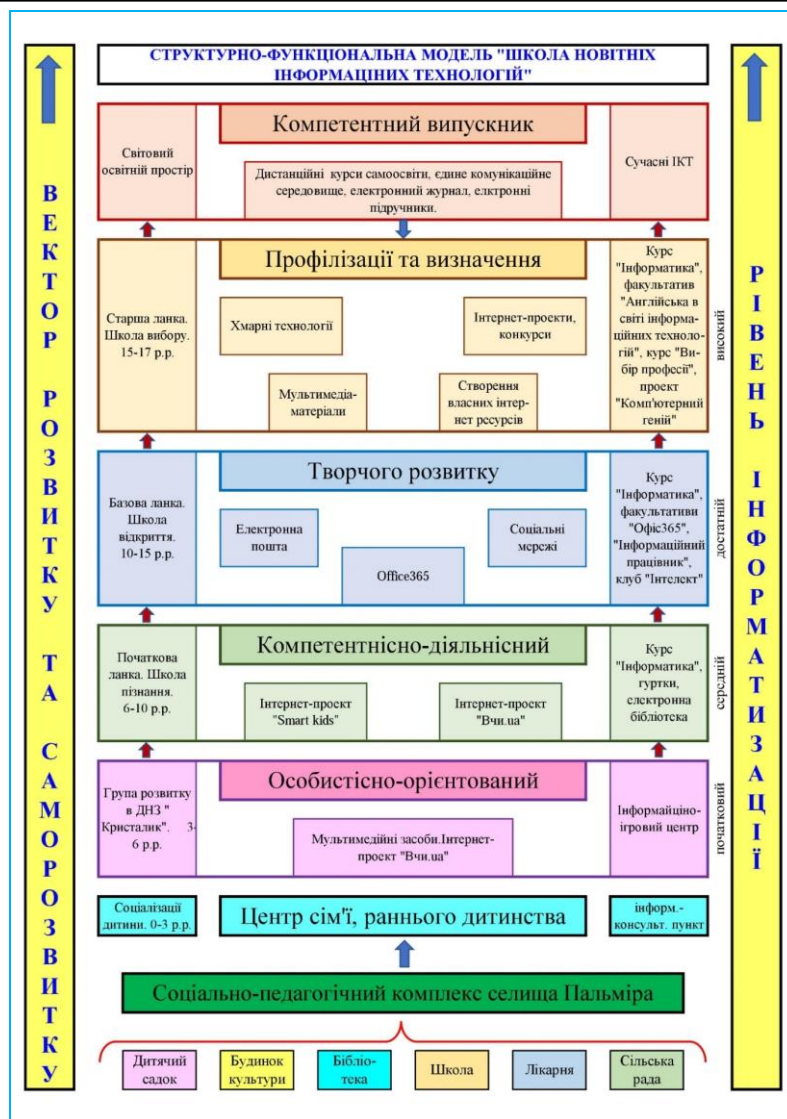 СТРУКТУРНО-ФУНКЦІОНАЛЬНА МОДЕЛЬ "ШКОЛА НОВІТНІХ
ІНФОРМАЦІНИХ ТЕХНОЛОГІЙ"
ВЕКТОР РОЗВИТКУ ТА САМОРОЗВИТКУ
Світовий
освітній простір
Компетентний випускник
Дистанційні курси самоосвіти, єдине комунікаційне
середовище, електронний журнал, елктронні
підручники.
Сучасні ІКТ
Старша ланка.
Школа вибору.
15-17 р.р.
Профілізації та визначення
Хмарні технології
Інтернет-проекти,
конкурси
Мультимедіа-
матеріали
Створення
власних інтер
нет ресурсів
Курс
"Інформатика",
факультатив
"Англійська в
світі інформа-
ційних техноло-
гій", курс "Ви-
бір професії",
проект
"Комп'ютерний
геній"
високий
Базова ланка.
Школа
відкриття.
10-15 р.р.
Творчого розвитку
Електронна
пошта
Office365
Соціальні
мережі
Курс
"Інформатика",
факультативи
"Офіс365",
"Інформаційний
працівник",
клуб "Інтелект"
достатній
Початкова
ланка. Школа
пізнання.
6-10 р.р.
Компетентнісно-діяльнісний
Інтернет-проект
"Smart kids"
Інтернет-проект
"Вчи.ua"
Курс
"Інформатика",
гуртки,
електронна
бібліотека
середній
Група розвитку
в ДНЗ "
Кристалик". 3-
6 р.р.
Особистісно-орієнтований
Мультимедійні засоби.Інтернет-
проект "Вчи.ua"
Інформайціно-
ігровий центр
початковий
Соціалізації
дитини. 0-3 р.р.
Центр сім'ї, раннього дитинства
інформ.-
консульт. пункт
Соціально-педагогічний комплекс селища Пальміра
Дитячий
садок
Будинок
культури
Бібліо-
тека
Школа
Лікарня
Сільська
рада
РІВЕНЬ ІНФОРМАТИЗАЦІЇ